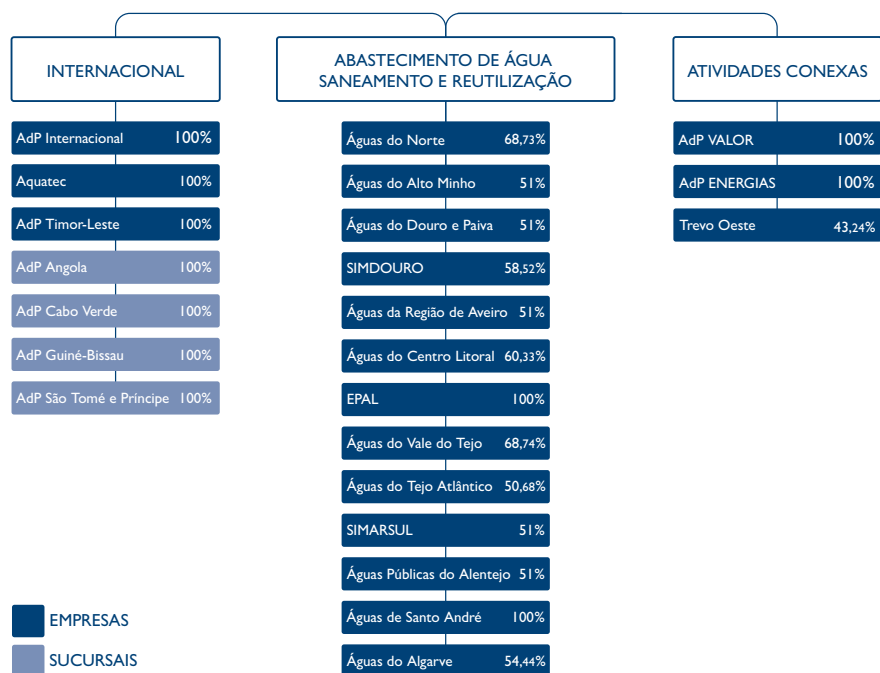 INTERNACIONAL
AdP Internacional 100%
Aquatec 100%
AdP Timor-Leste 100%
AdP Angola 100%
AdP Cabo Verde 100%
AdP Guiné-Bissau 100%
AdP São Tomé e Príncipe 100%
ABASTECIMENTO DE ÁGUA
SANEAMENTO E REUTILIZAÇÃO
Águas do Norte 68,73%
Águas do Alto Minho 51%
Águas do Douro e Paiva 51%
SIMDOURO 58,52%
Águas da Região de Aveiro 51%
Águas do Centro Litoral 60,33%
EPAL 100%
Águas do Vale do Tejo 68,74%
Águas do Tejo Atlântico 50,68%
SIMARSUL 51%
Águas Públicas do Alentejo 51%
Águas de Santo André 100%
Águas do Algarve 54,44%
ATIVIDADES CONEXAS
AdP VALOR 100%
AdP ENERGIAS 100%
Trevo Oeste 43,24%
EMPRESAS
SUCURSAIS